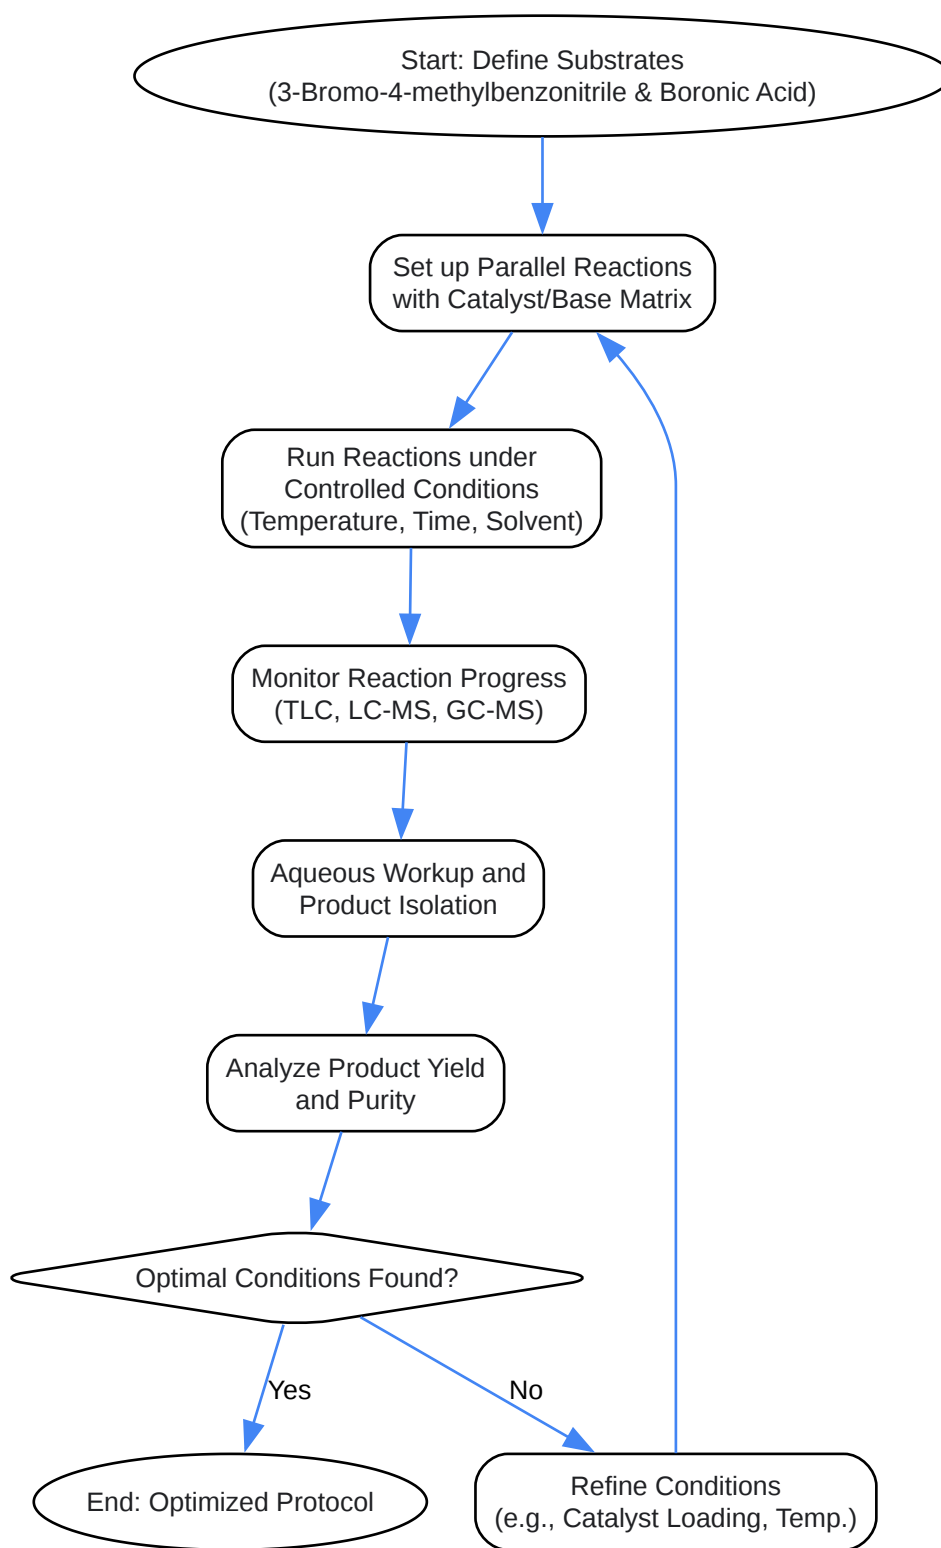 Start: Define Substrates
(3-Bromo-4-methylbenzonitrile & Boronic Acid)
Set up Parallel Reactions
with Catalyst/Base Matrix
Run Reactions under
Controlled Conditions
(Temperature, Time, Solvent)
Monitor Reaction Progress
(TLC, LC-MS, GC-MS)
Aqueous Workup and
Product Isolation
Analyze Product Yield
and Purity
Optimal Conditions Found?
Yes
No
End: Optimized Protocol
Refine Conditions
(e.g., Catalyst Loading, Temp.)